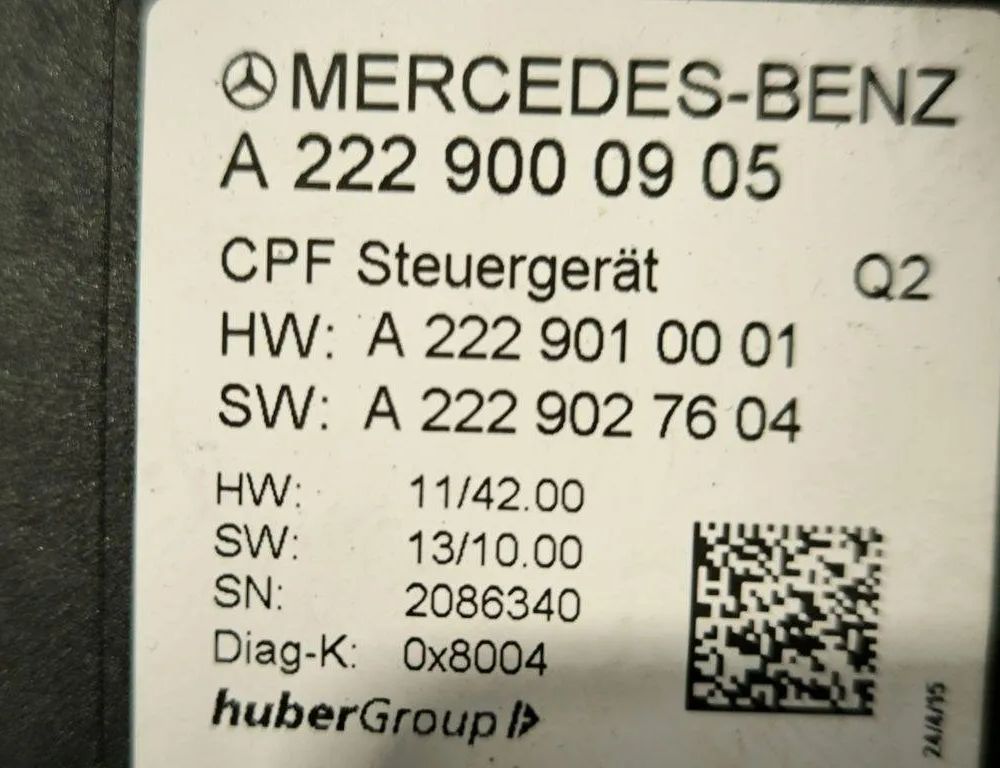 MERCEDES-BENZ
A 222 900 09 05
CPF Steuergerät Q2
HW: A 222 901 00 01
SW: A 222 902 76 04
HW: 11/42.00
SW: 13/10.00
SN: 2086340
Diag-K: 0x8004
huberGroup
24/4/15